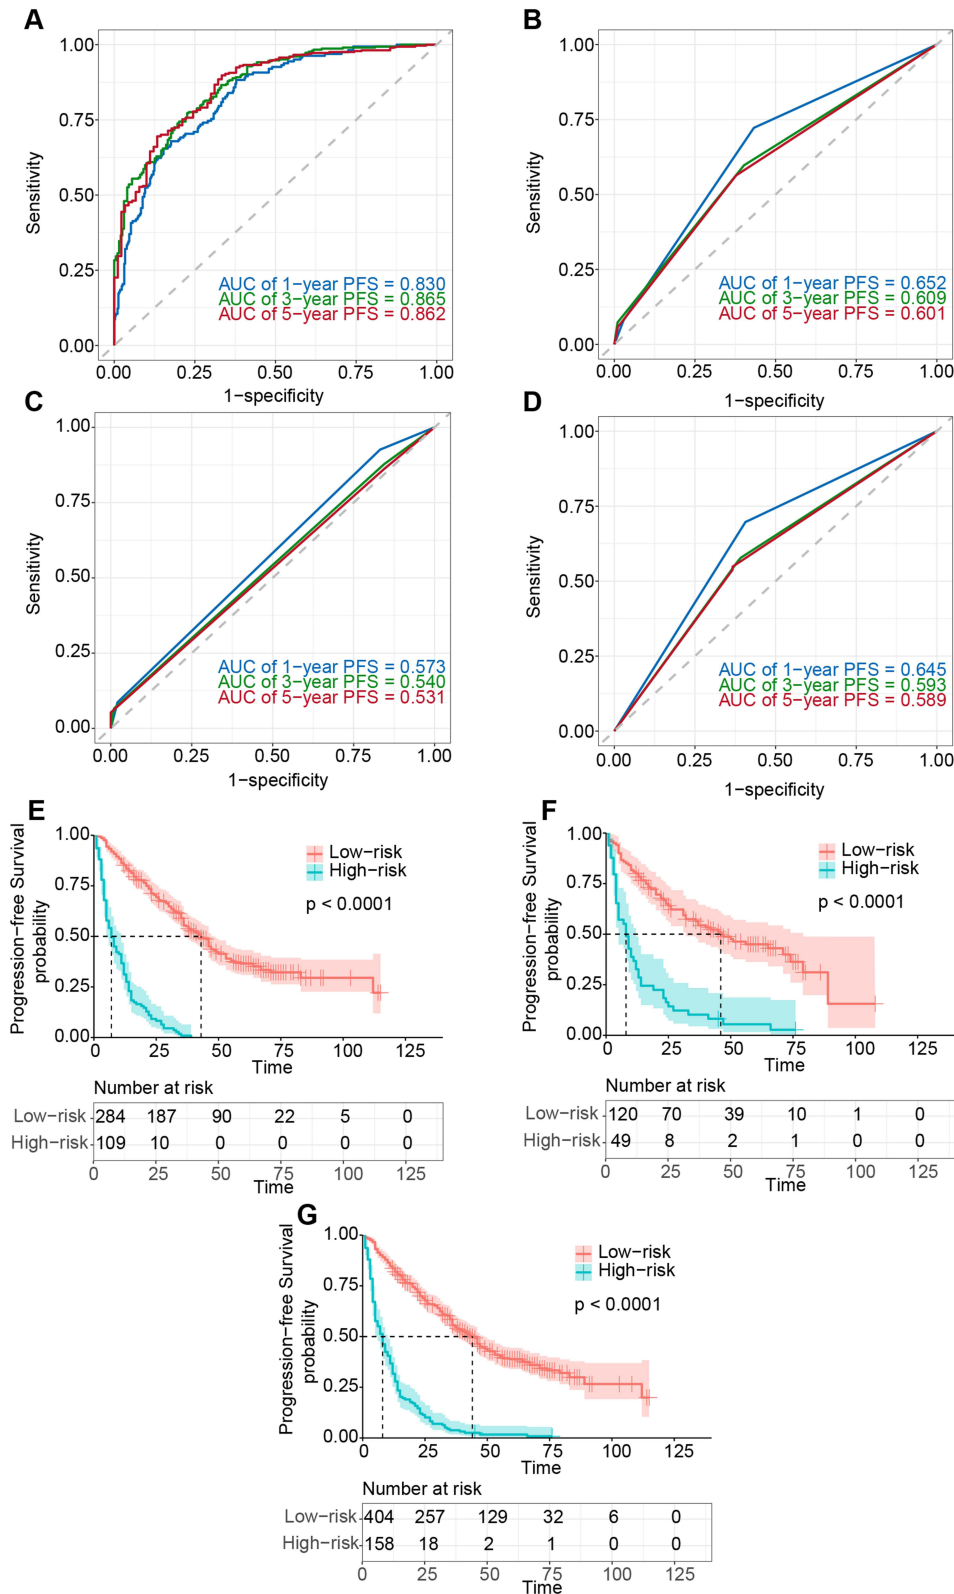 A
1.00
0.75
0.50
0.25
0.00
Sensitivity
AUC of 1−year PFS = 0.830
AUC of 3−year PFS = 0.865
AUC of 5−year PFS = 0.862
0.00 0.25 0.50 0.75 1.00
1−specificity
B
1.00
0.75
0.50
0.25
0.00
Sensitivity
AUC of 1−year PFS = 0.652
AUC of 3−year PFS = 0.609
AUC of 5−year PFS = 0.601
0.00 0.25 0.50 0.75 1.00
1−specificity
C
1.00
0.75
0.50
0.25
0.00
Sensitivity
AUC of 1−year PFS = 0.573
AUC of 3−year PFS = 0.540
AUC of 5−year PFS = 0.531
0.00 0.25 0.50 0.75 1.00
1−specificity
D
1.00
0.75
0.50
0.25
0.00
Sensitivity
AUC of 1−year PFS = 0.645
AUC of 3−year PFS = 0.593
AUC of 5−year PFS = 0.589
0.00 0.25 0.50 0.75 1.00
1−specificity
E
Progression−free Survival
probability
1.00
0.75
0.50
0.25
0.00
Low−risk
High−risk
p < 0.0001
0 25 50 75 100 125
Time
Number at risk
Low−risk 284 187 90 22 5 0
High−risk 109 10 0 0 0 0
0 25 50 75 100 125
Time
F
Progression−free Survival
probability
1.00
0.75
0.50
0.25
0.00
Low−risk
High−risk
p < 0.0001
0 25 50 75 100 125
Time
Number at risk
Low−risk 120 70 39 10 1 0
High−risk 49 8 2 1 0 0
0 25 50 75 100 125
Time
G
Progression−free Survival
probability
1.00
0.75
0.50
0.25
0.00
Low−risk
High−risk
p < 0.0001
0 25 50 75 100 125
Time
Number at risk
Low−risk 404 257 129 32 6 0
High−risk 158 18 2 1 0 0
0 25 50 75 100 125
Time